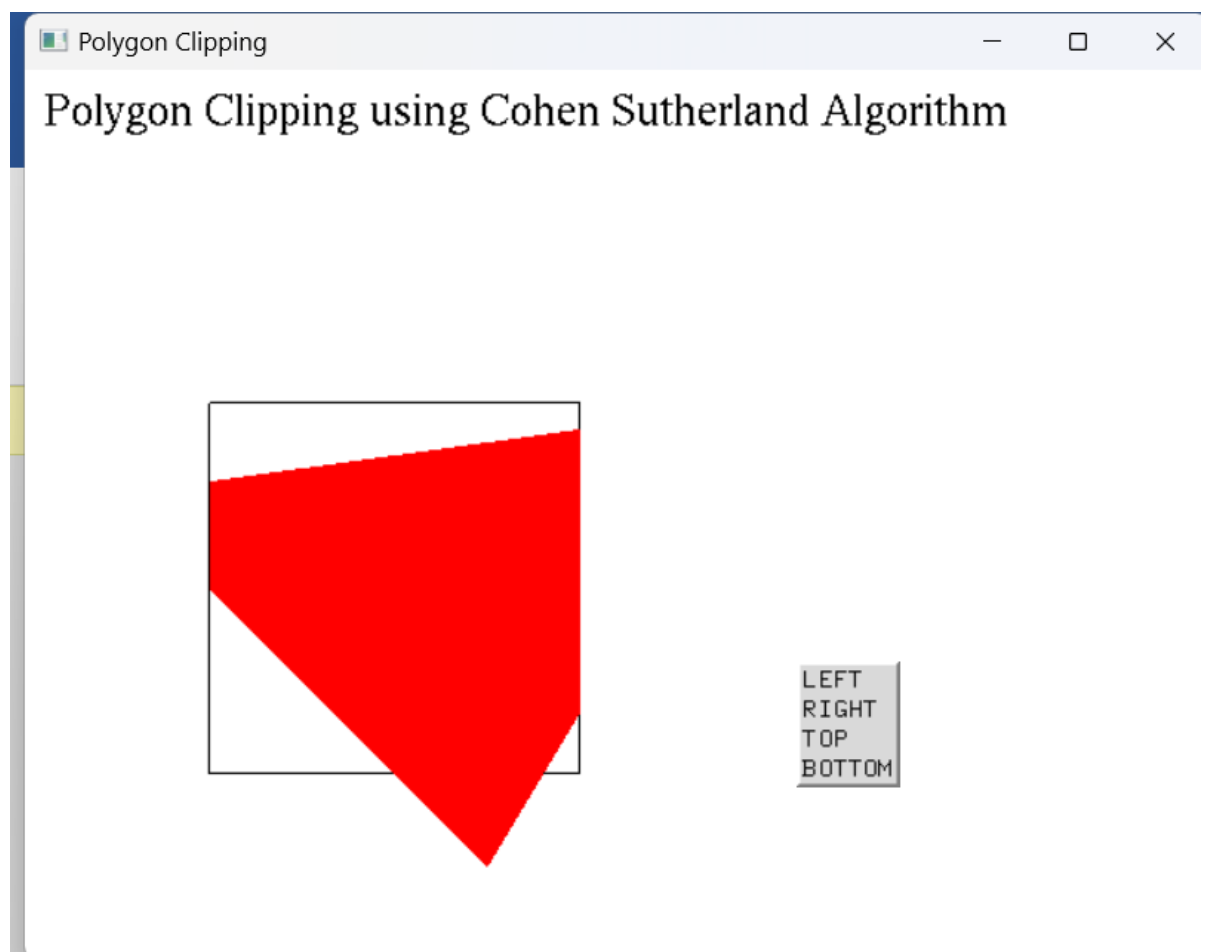 Polygon Clipping
Polygon Clipping using Cohen Sutherland Algorithm
LEFT
RIGHT
TOP
BOTTOM